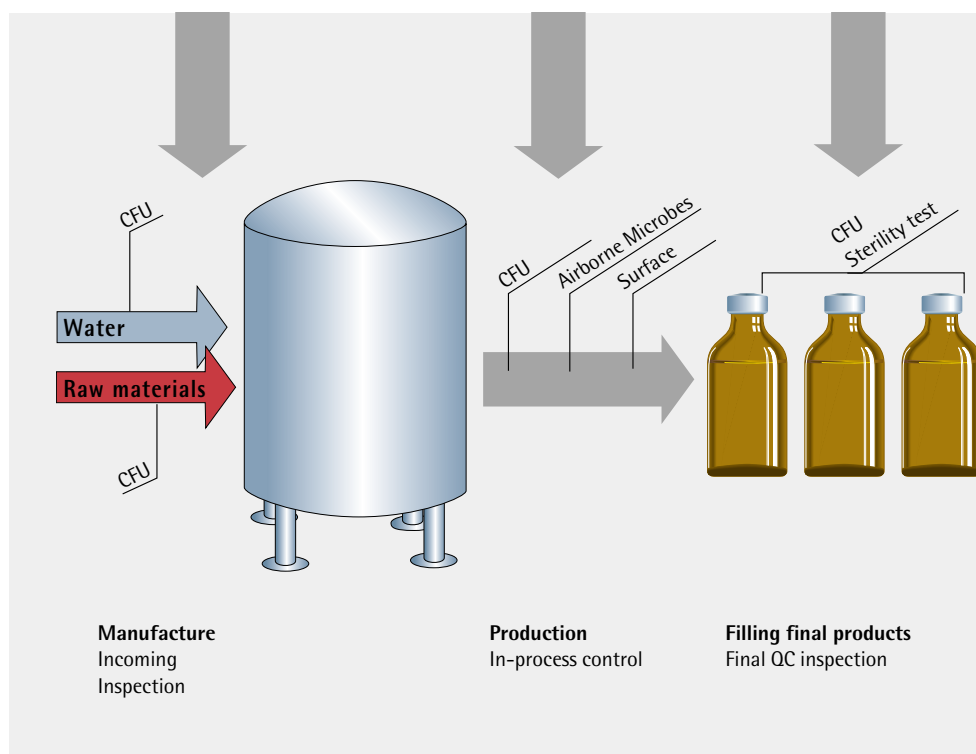 CFU
Water
Raw materials
CFU
CFU
Airborne Microbes
Surface
CFU
Sterility test
Manufacture
Incoming
Inspection
Production
In-process control
Filling final products
Final QC inspection